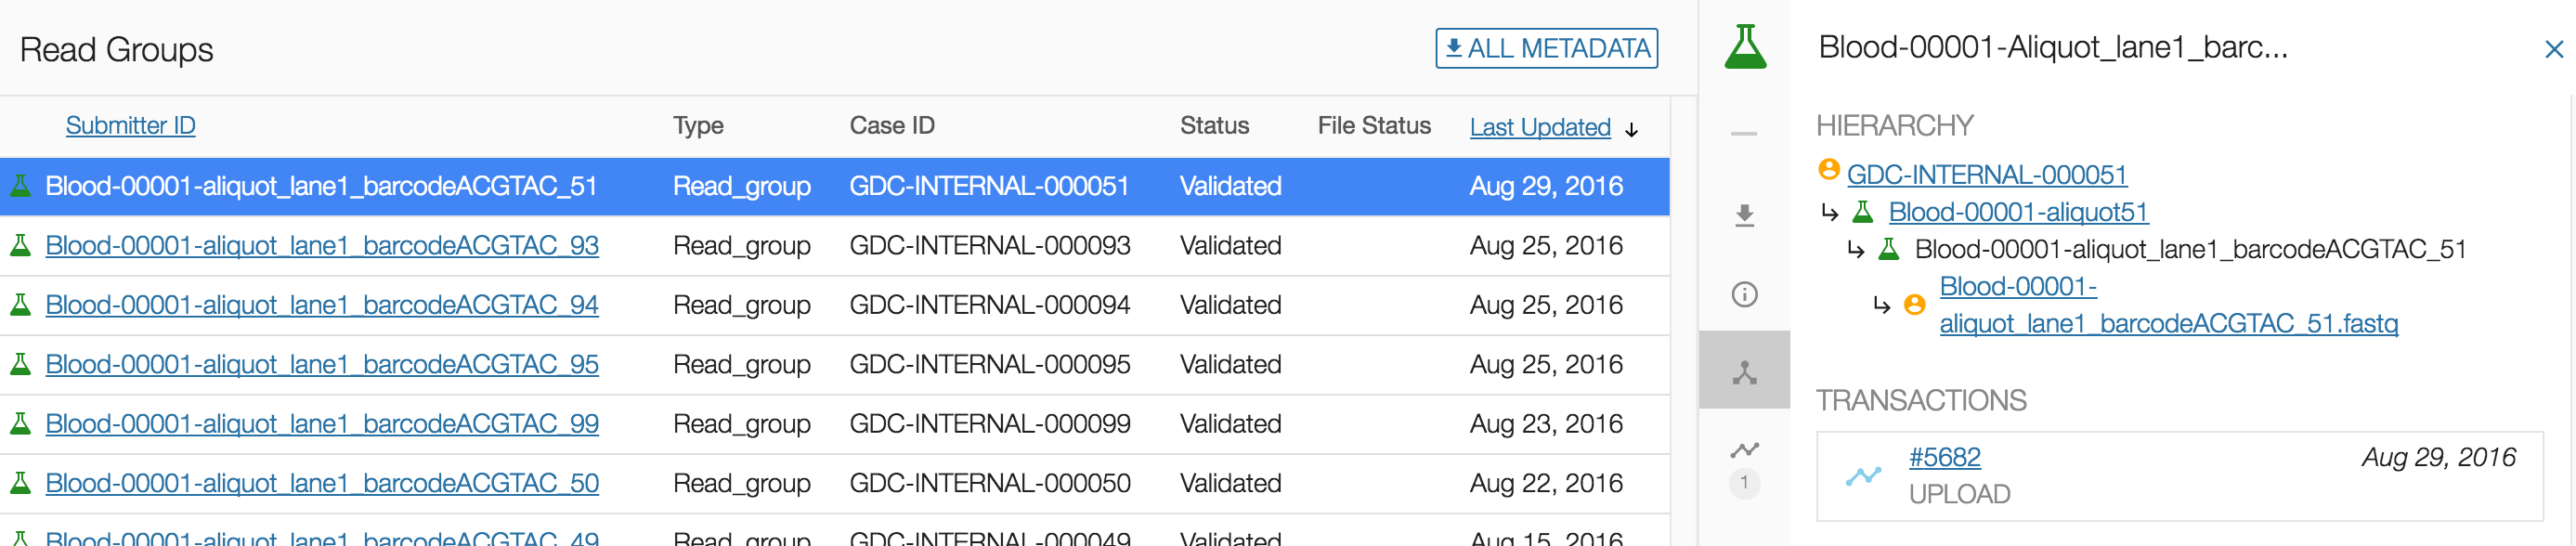 Read Groups
ALL METADATA
Submitter ID Type Case ID Status File Status Last Updated
Blood-00001-aliquot_lane1_barcodeACGTAC_51 Read_group GDC-INTERNAL-000051 Validated Aug 29, 2016
Blood-00001-aliquot_lane1_barcodeACGTAC_93 Read_group GDC-INTERNAL-000093 Validated Aug 25, 2016
Blood-00001-aliquot_lane1_barcodeACGTAC_94 Read_group GDC-INTERNAL-000094 Validated Aug 25, 2016
Blood-00001-aliquot_lane1_barcodeACGTAC_95 Read_group GDC-INTERNAL-000095 Validated Aug 25, 2016
Blood-00001-aliquot_lane1_barcodeACGTAC_99 Read_group GDC-INTERNAL-000099 Validated Aug 23, 2016
Blood-00001-aliquot_lane1_barcodeACGTAC_50 Read_group GDC-INTERNAL-000050 Validated Aug 22, 2016
Blood-00001-aliquot_lane1_barcodeACGTAC_49 Read_group GDC-INTERNAL-000049 Validated Aug 15, 2016
1
Blood-00001-Aliquot_lane1_barc...
HIERARCHY
GDC-INTERNAL-000051
Blood-00001-aliquot51
Blood-00001-aliquot_lane1_barcodeACGTAC_51
Blood-00001-
aliquot_lane1_barcodeACGTAC_51.fastq
TRANSACTIONS
#5682 Aug 29, 2016
UPLOAD